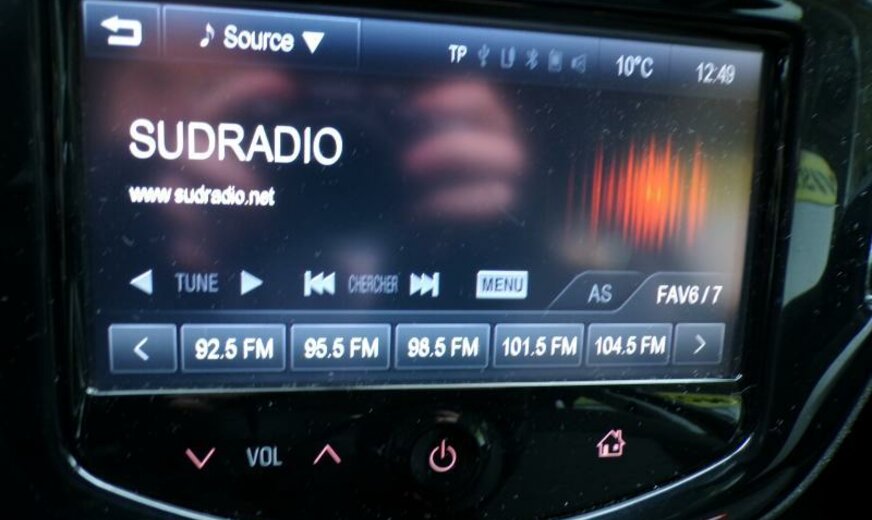 Source
TP 10°C 12:49
SUDRADIO
www.sudradio.net
TUNE CHERCHER MENU AS FAV6/7
< 92.5 FM 95.5 FM 98.5 FM 101.5 FM 104.5 FM >
VOL